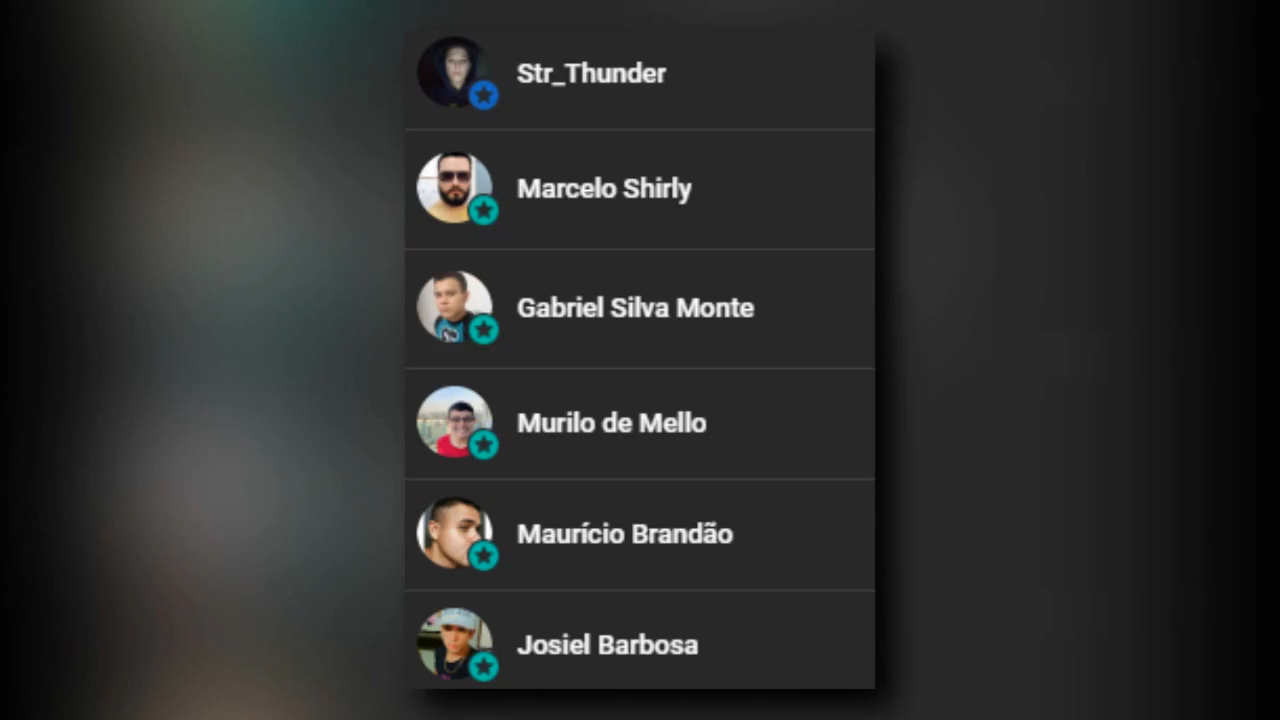 Str_Thunder
Marcelo Shirly
Gabriel Silva Monte
Murilo de Mello
Maurício Brandão
Josiel Barbosa